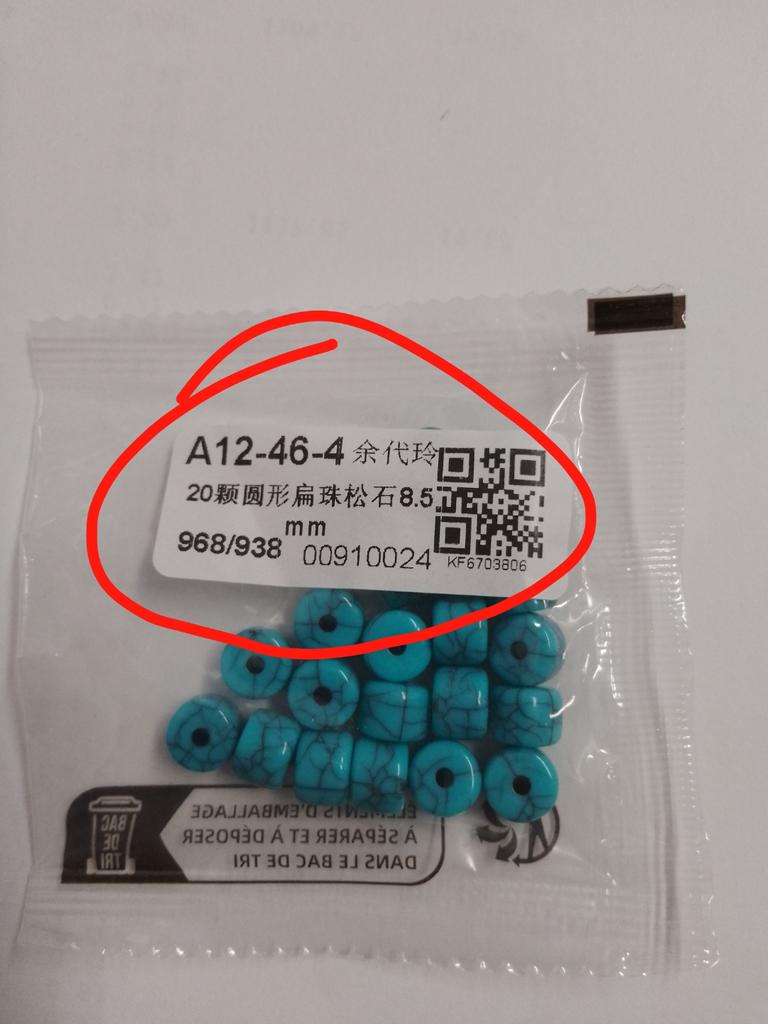 A12-46-4 余代玲
20颗圆形扁珠松石8.5
mm
968/938 00910024
KF6703806
ÉLÉMENTS D'EMBALLAGE
À SÉPARER ET À DÉPOSER
DANS LE BAC DE TRI
BAC
DE
TRI